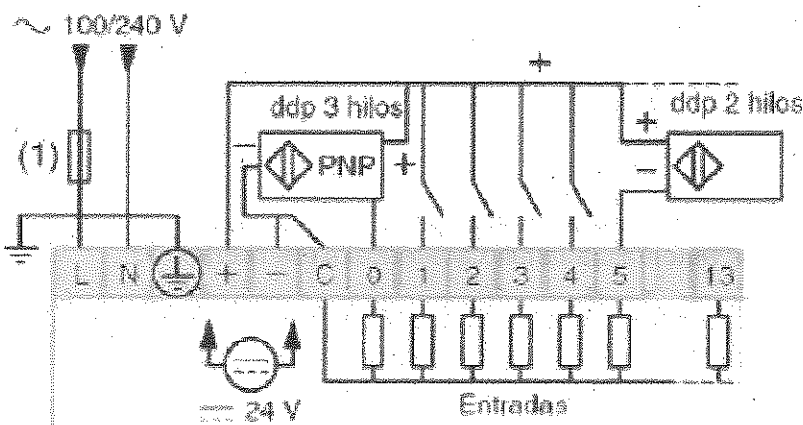 ~ 100/240 V
+
ddp 3 hilos
ddp 2 hilos
(1)
− PNP +
+
−
L N + − C 0 1 2 3 4 5 13
24 V
Entradas